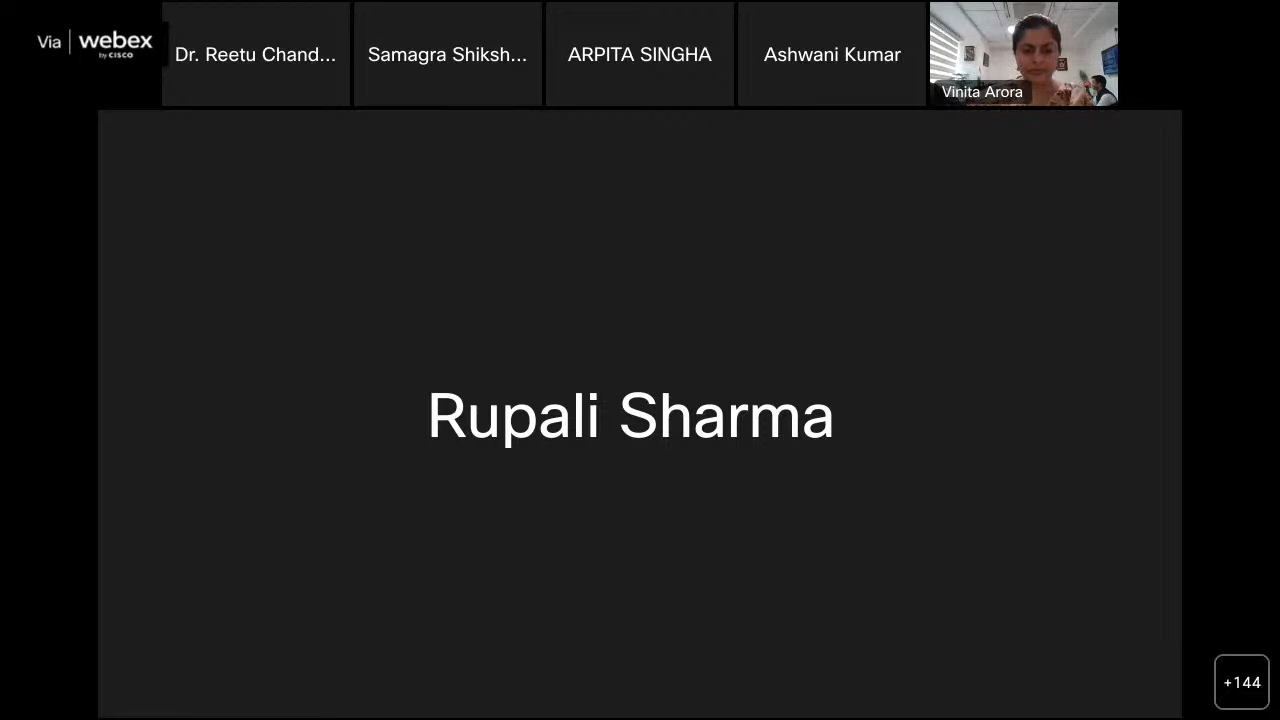 Via webex
by CISCO
Dr. Reetu Chand...
Samagra Shiksh...
ARPITA SINGHA
Ashwani Kumar
Vinita Arora
Rupali Sharma
+144